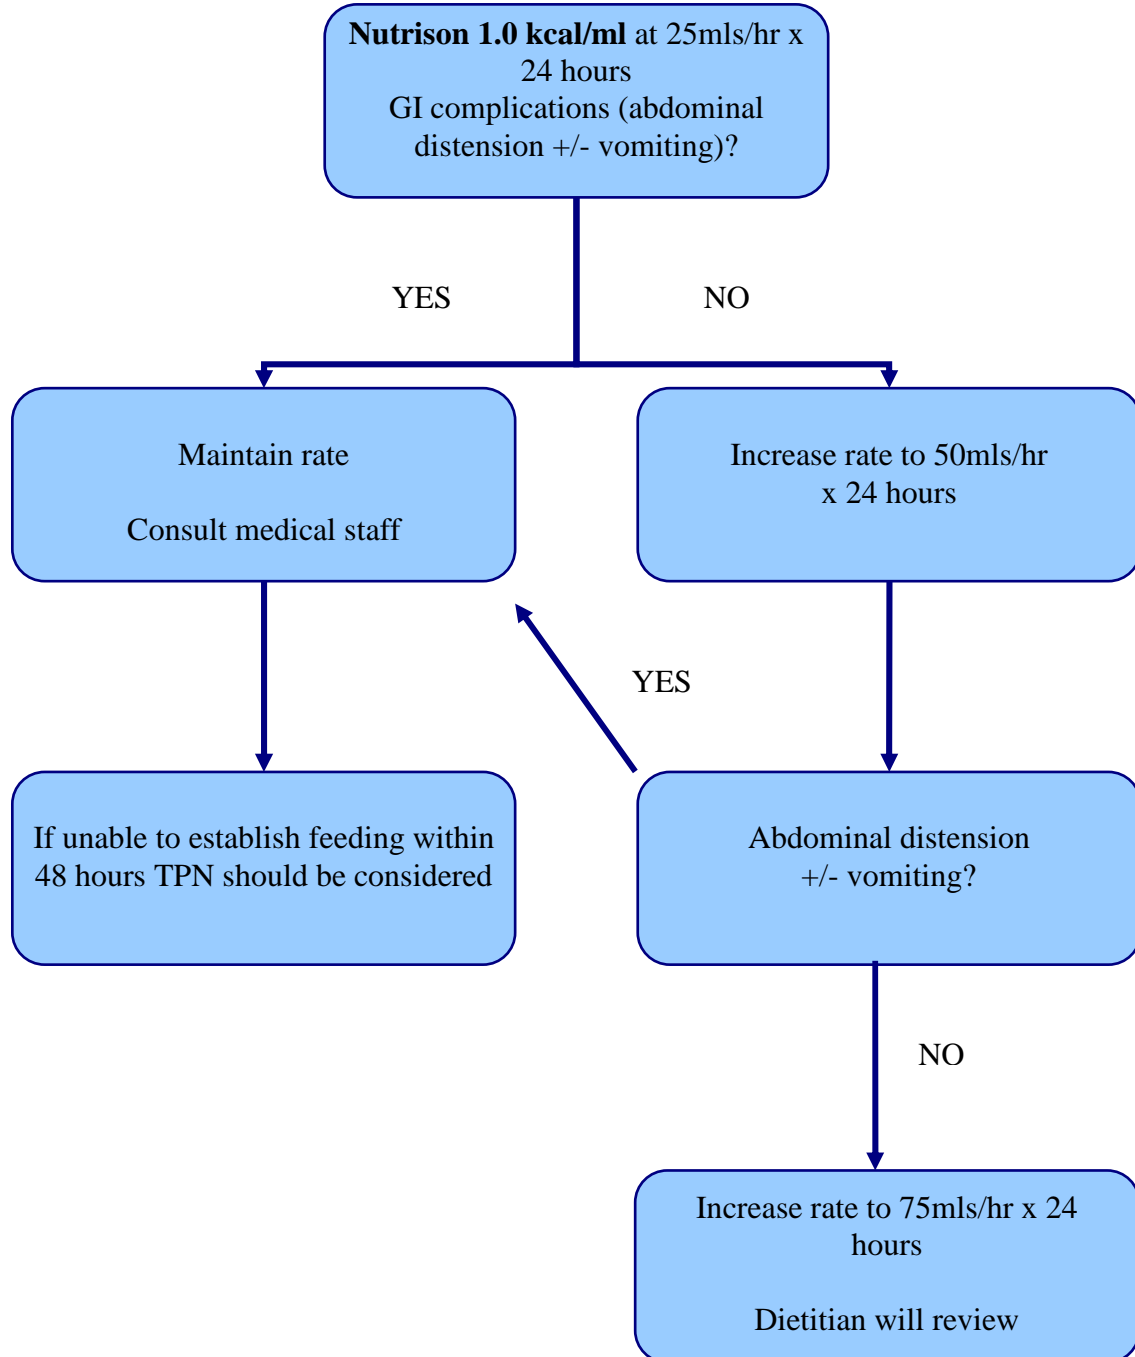 Nutrison 1.0 kcal/ml at 25mls/hr x
24 hours
GI complications (abdominal
distension +/- vomiting)?
YES
NO
Maintain rate
Consult medical staff
Increase rate to 50mls/hr
x 24 hours
YES
If unable to establish feeding within
48 hours TPN should be considered
Abdominal distension
+/- vomiting?
NO
Increase rate to 75mls/hr x 24
hours
Dietitian will review